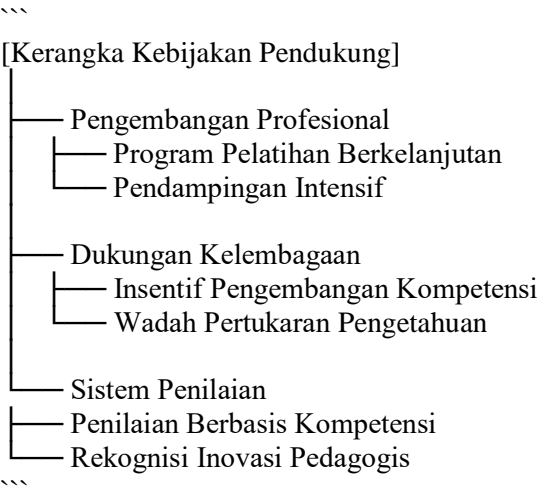 ```
[Kerangka Kebijakan Pendukung]
│
├── Pengembangan Profesional
│   ├── Program Pelatihan Berkelanjutan
│   └── Pendampingan Intensif
│
├── Dukungan Kelembagaan
│   ├── Insentif Pengembangan Kompetensi
│   └── Wadah Pertukaran Pengetahuan
│
└── Sistem Penilaian
├── Penilaian Berbasis Kompetensi
└── Rekognisi Inovasi Pedagogis
```